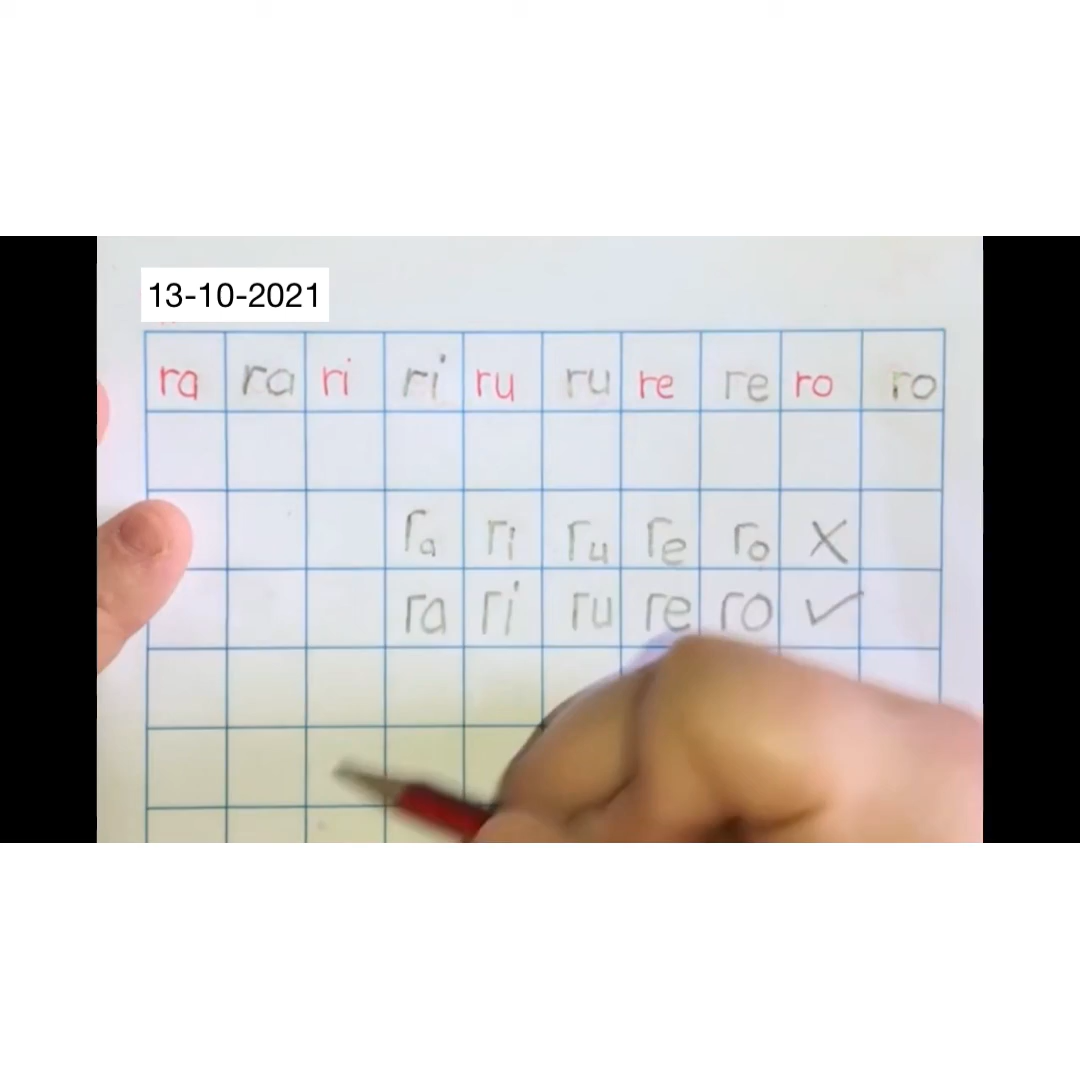 13-10-2021
ra ra ri ri ru ru re re ro ro
ra ri ru re ro X
ra ri ru re ro ✓